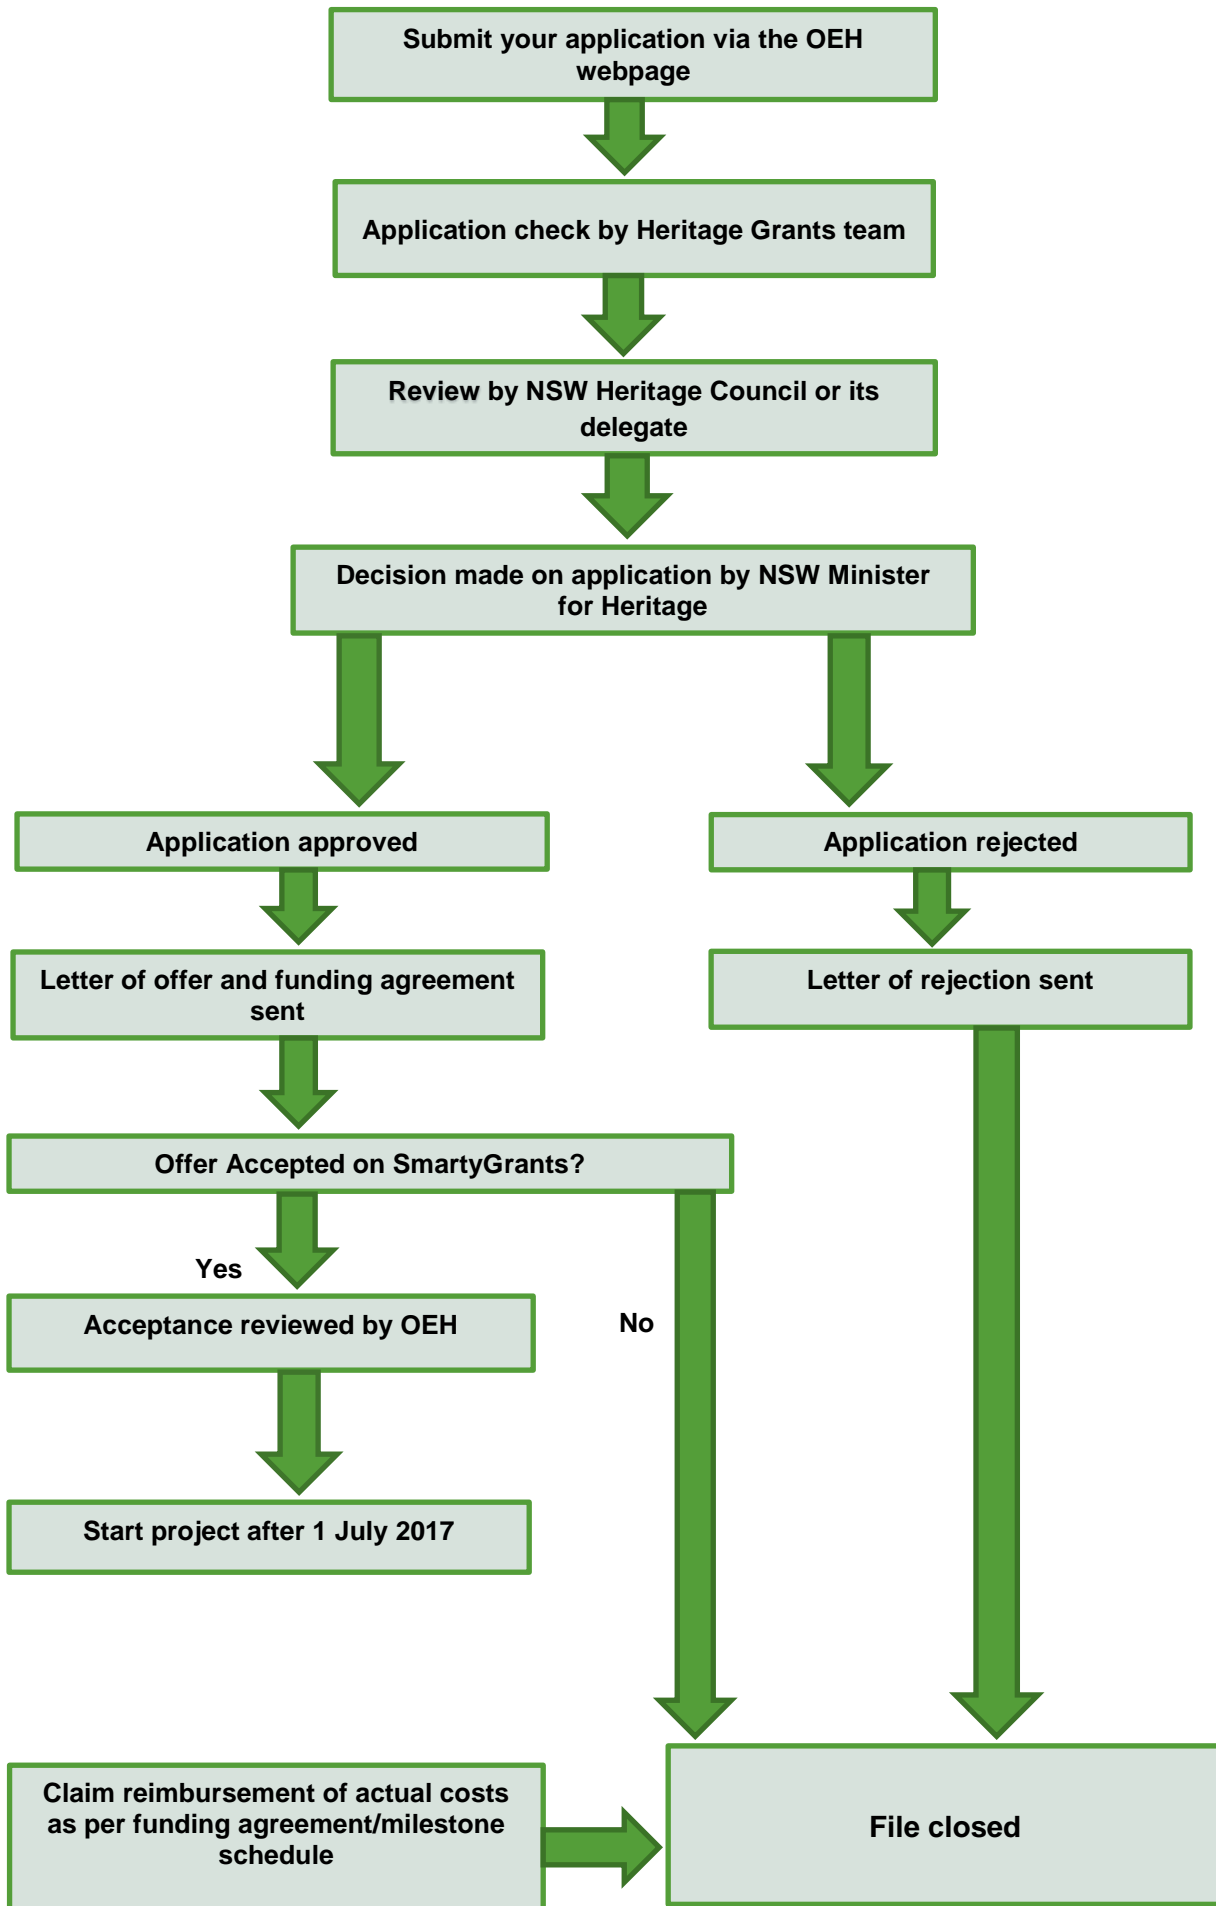 Submit your application via the OEH
webpage
Application check by Heritage Grants team
Review by NSW Heritage Council or its
delegate
Decision made on application by NSW Minister
for Heritage
Application approved
Application rejected
Letter of offer and funding agreement
sent
Letter of rejection sent
Offer Accepted on SmartyGrants?
Yes
Acceptance reviewed by OEH
No
Start project after 1 July 2017
Claim reimbursement of actual costs
as per funding agreement/milestone
schedule
File closed